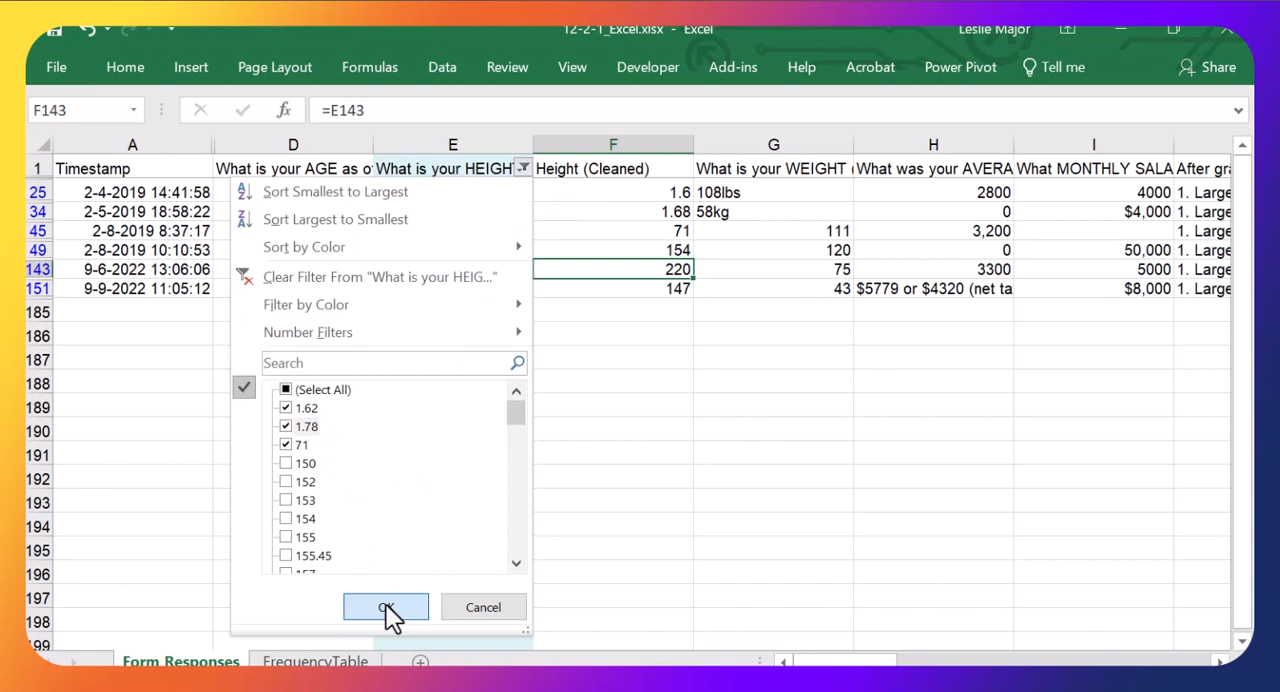 12-2-1_Excel.xlsx - Excel Leslie Major
File Home Insert Page Layout Formulas Data Review View Developer Add-ins Help Acrobat Power Pivot Tell me Share
F143 fx =E143
A D E F G H I
1 Timestamp What is your AGE as o What is your HEIGH Height (Cleaned) What is your WEIGHT ( What was your AVERA What MONTHLY SALA After gra
25 2-4-2019 14:41:58 1.6 108lbs 2800 4000 1. Large
34 2-5-2019 18:58:22 1.68 58kg 0 $4,000 1. Large
45 2-8-2019 8:37:17 71 111 3,200 1. Large
49 2-8-2019 10:10:53 154 120 0 50,000 1. Large
143 9-6-2022 13:06:06 220 75 3300 5000 1. Large
151 9-9-2022 11:05:12 147 43 $5779 or $4320 (net ta $8,000 1. Large
185
186
187
188
189
190
191
192
193
194
195
196
197
198
199
Sort Smallest to Largest
Sort Largest to Smallest
Sort by Color
Clear Filter From "What is your HEIG..."
Filter by Color
Number Filters
Search
(Select All)
1.62
1.78
71
150
152
153
154
155
155.45
157
OK Cancel
Form Responses FrequencyTable